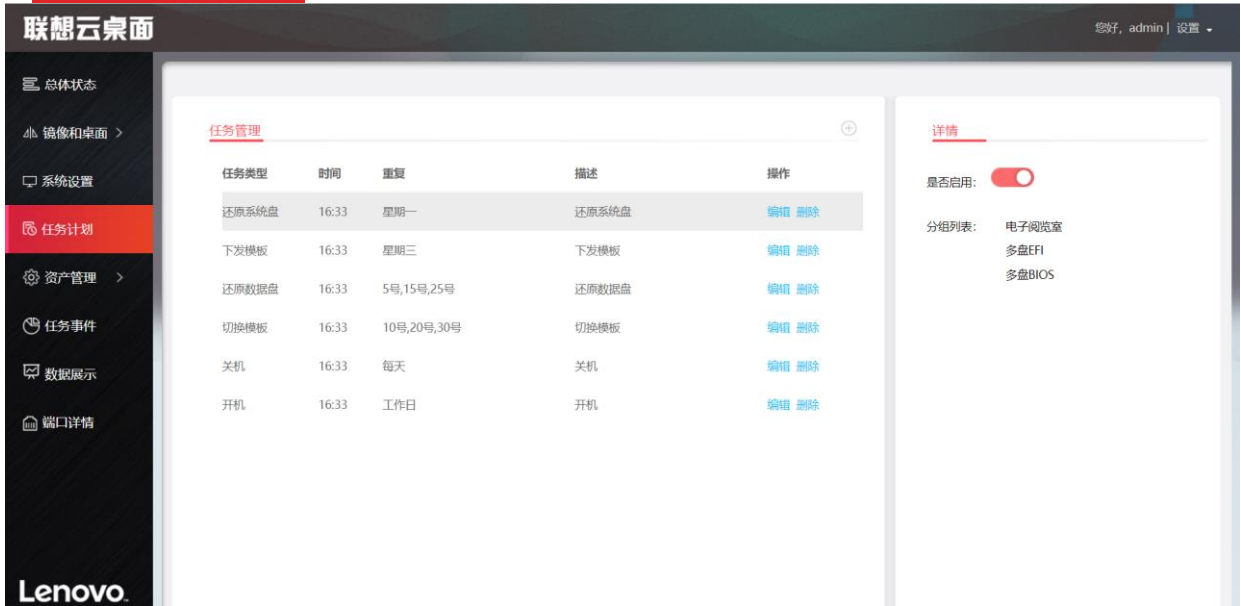 联想云桌面
您好，admin | 设置
总体状态
镜像和桌面
系统设置
任务计划
资产管理
任务事件
数据展示
端口详情
Lenovo
任务管理
任务类型 时间 重复 描述 操作
还原系统盘 16:33 星期一 还原系统盘 编辑 删除
下发模板 16:33 星期三 下发模板 编辑 删除
还原数据盘 16:33 5号,15号,25号 还原数据盘 编辑 删除
切换模板 16:33 10号,20号,30号 切换模板 编辑 删除
关机 16:33 每天 关机 编辑 删除
开机 16:33 工作日 开机 编辑 删除
详情
是否启用:
分组列表: 电子阅览室
多盘EFI
多盘BIOS